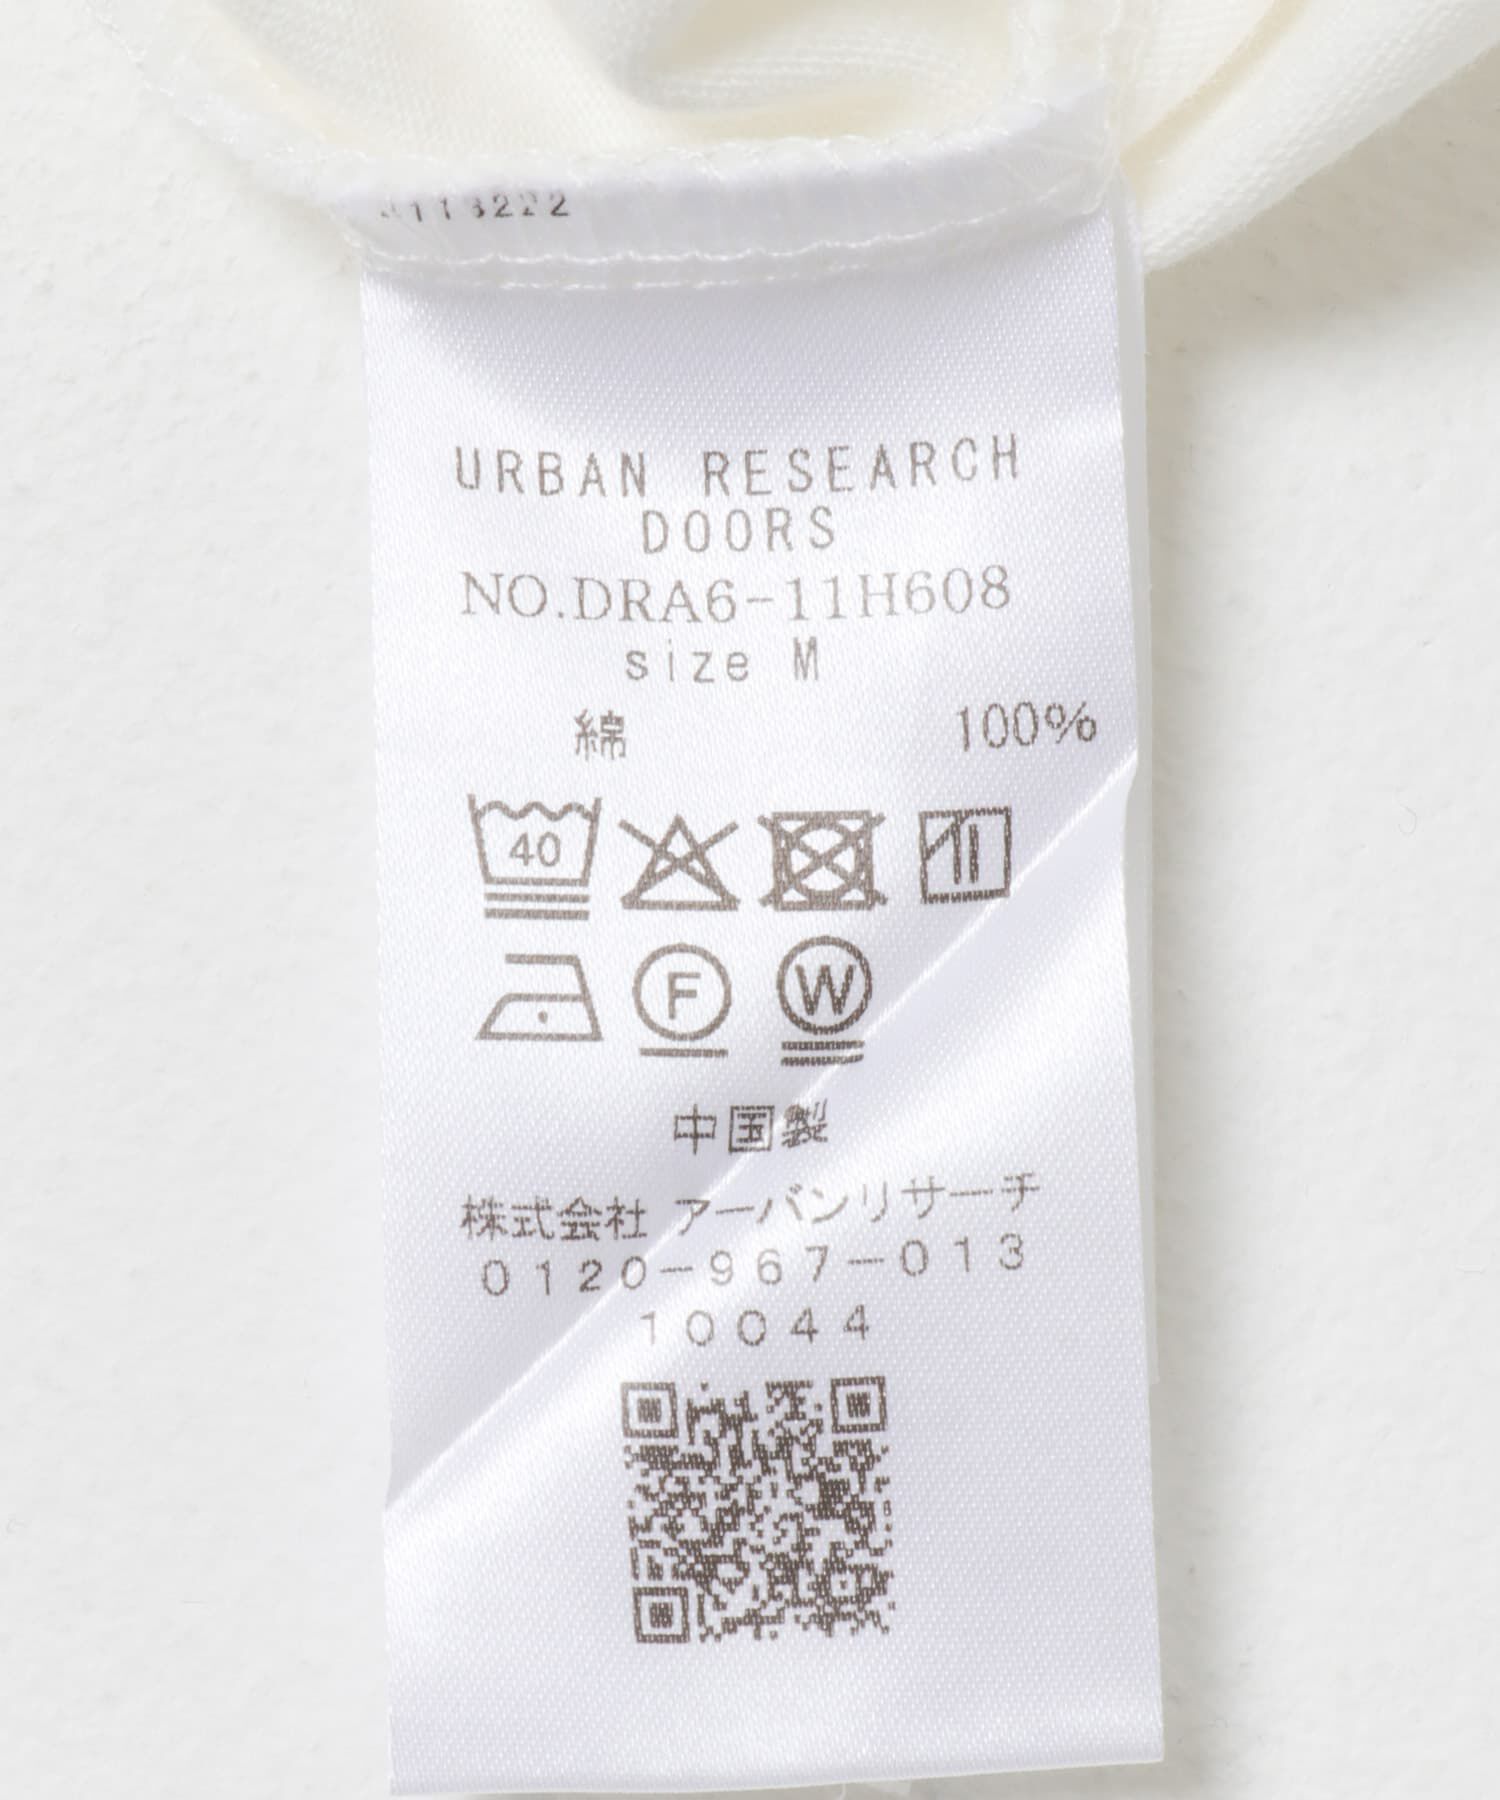 URBAN RESEARCH
DOORS
NO.DRA6-11H608
size M
綿 100%
40
F W
中国製
株式会社 アーバンリサーチ
0120-967-013
10044